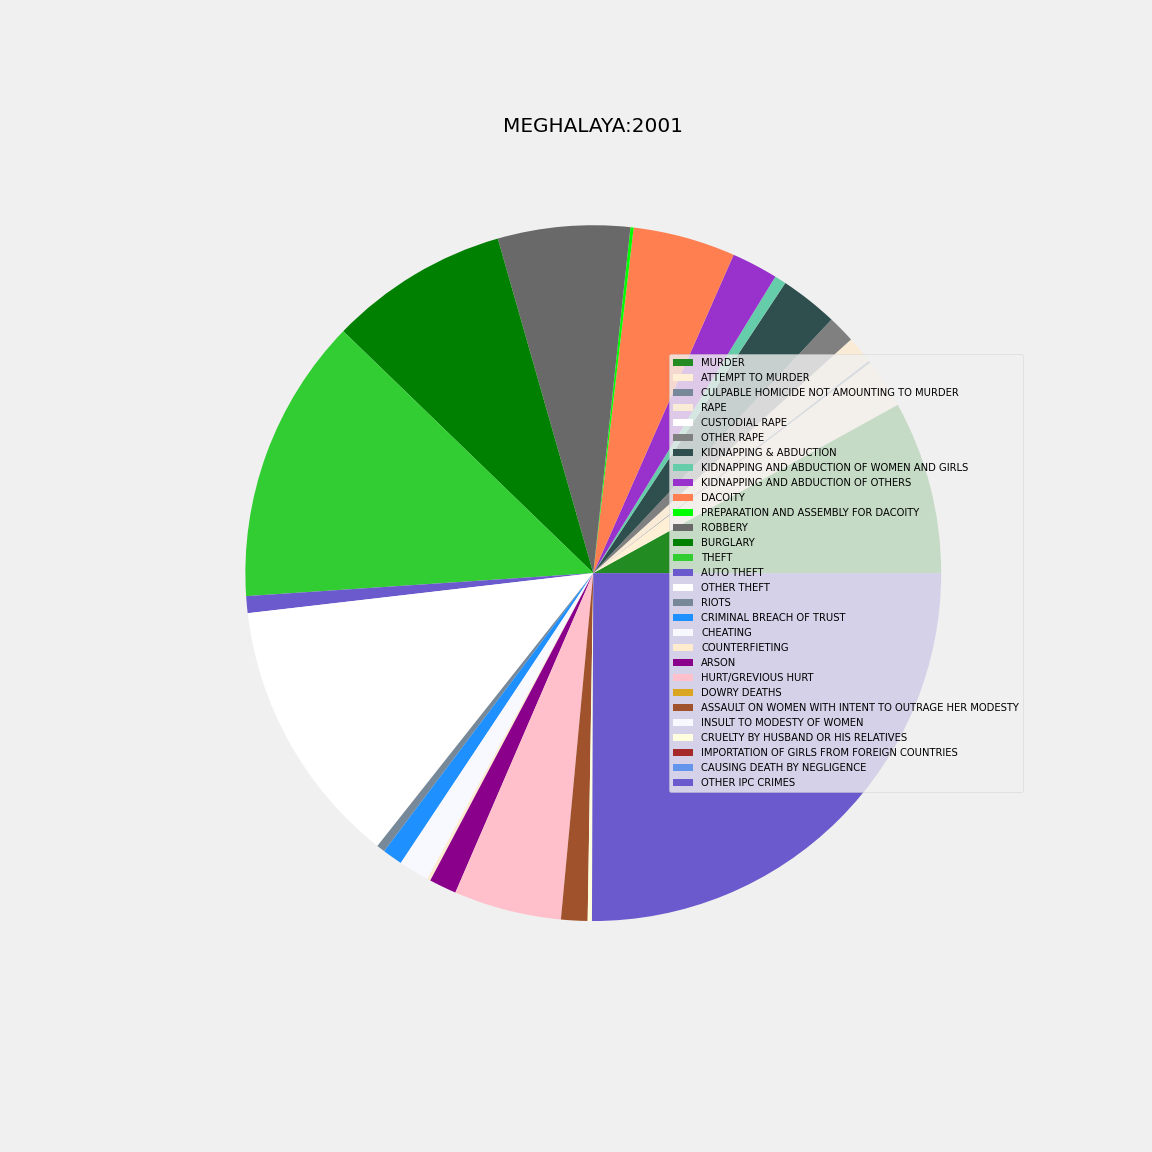 MEGHALAYA:2001
MURDER
ATTEMPT TO MURDER
CULPABLE HOMICIDE NOT AMOUNTING TO MURDER
RAPE
CUSTODIAL RAPE
OTHER RAPE
KIDNAPPING & ABDUCTION
KIDNAPPING AND ABDUCTION OF WOMEN AND GIRLS
KIDNAPPING AND ABDUCTION OF OTHERS
DACOITY
PREPARATION AND ASSEMBLY FOR DACOITY
ROBBERY
BURGLARY
THEFT
AUTO THEFT
OTHER THEFT
RIOTS
CRIMINAL BREACH OF TRUST
CHEATING
COUNTERFIETING
ARSON
HURT/GREVIOUS HURT
DOWRY DEATHS
ASSAULT ON WOMEN WITH INTENT TO OUTRAGE HER MODESTY
INSULT TO MODESTY OF WOMEN
CRUELTY BY HUSBAND OR HIS RELATIVES
IMPORTATION OF GIRLS FROM FOREIGN COUNTRIES
CAUSING DEATH BY NEGLIGENCE
OTHER IPC CRIMES